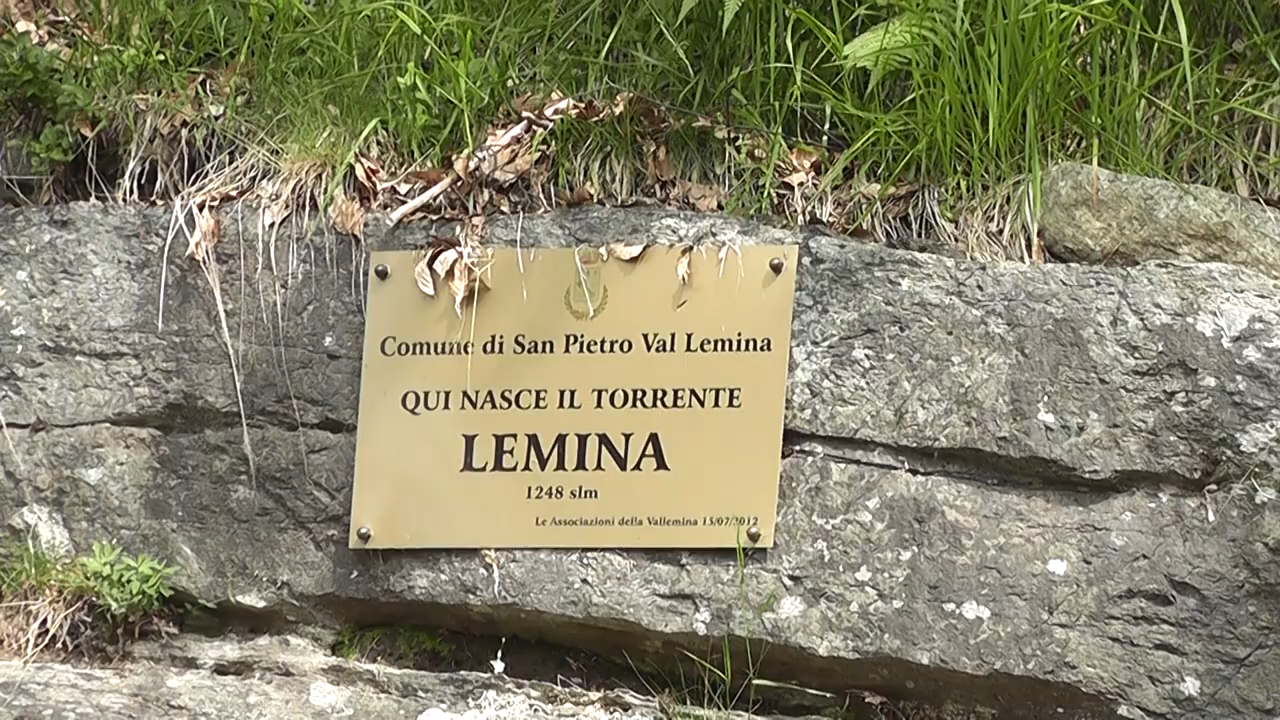 Comune di San Pietro Val Lemina
QUI NASCE IL TORRENTE
LEMINA
1248 slm
Le Associazioni della Vallemina 15/07/2012